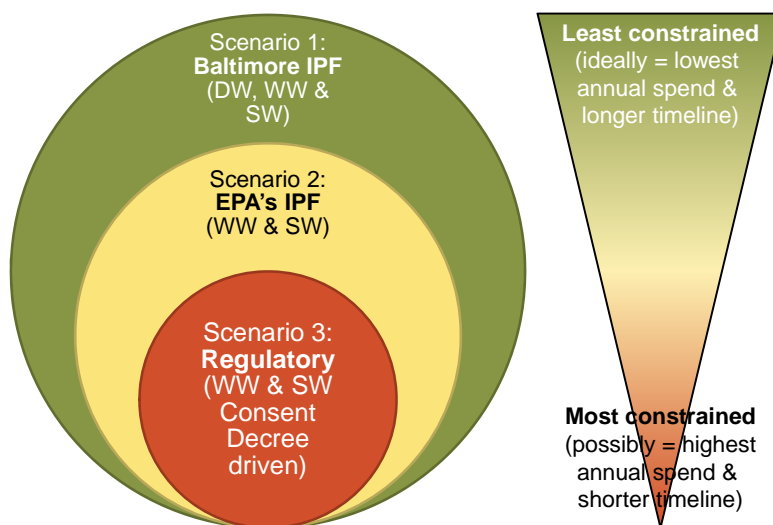 Scenario 1:
Baltimore IPF
(DW, WW &
SW)
Scenario 2:
EPA's IPF
(WW & SW)
Scenario 3:
Regulatory
(WW & SW
Consent
Decree
driven)
Least constrained
(ideally = lowest
annual spend &
longer timeline)
Most constrained
(possibly = highest
annual spend &
shorter timeline)